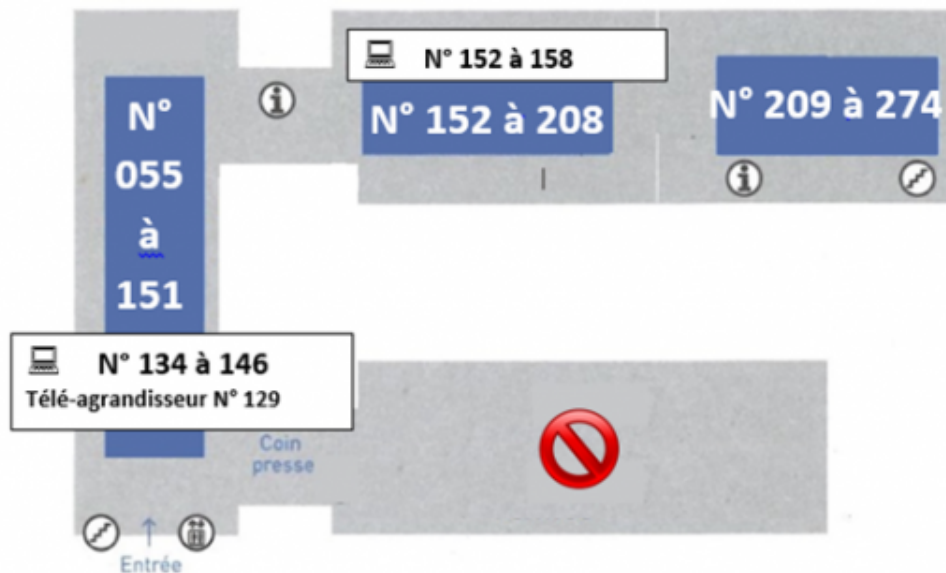 N° 152 à 158
N° 152 à 208
N° 209 à 274
N°
055
à
151
N° 134 à 146
Télé-agrandisseur N° 129
Coin
presse
Entrée